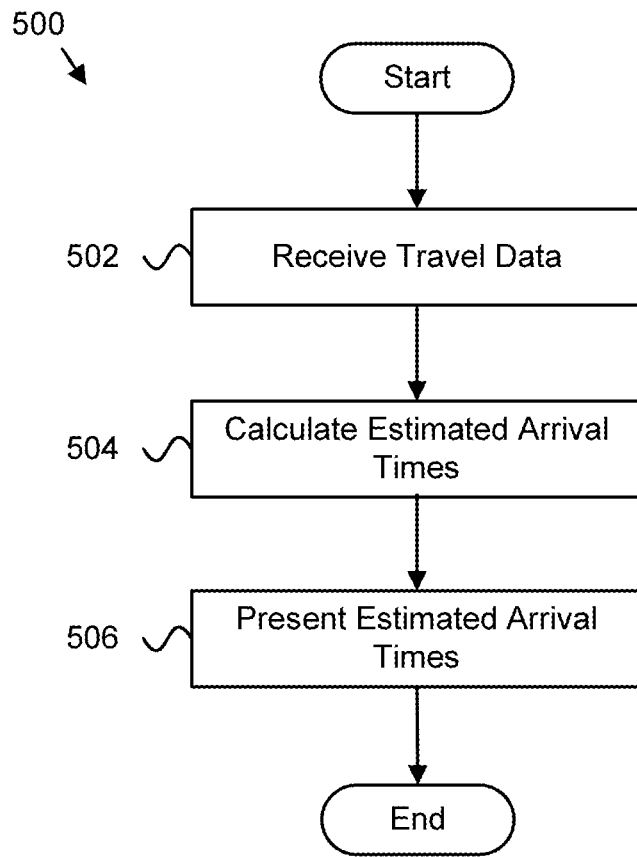 500
Start
502
Receive Travel Data
504
Calculate Estimated Arrival
Times
506
Present Estimated Arrival
Times
End